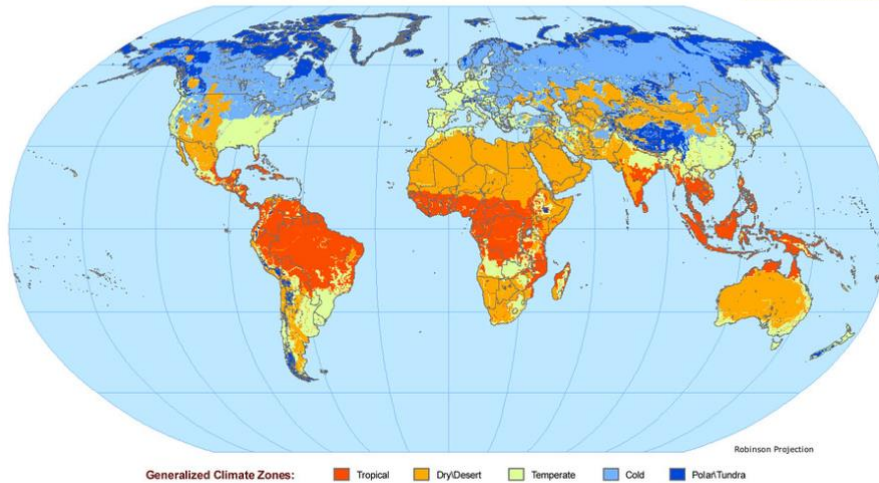 Robinson Projection
Generalized Climate Zones: Tropical Dry\Desert Temperate Cold Polar\Tundra